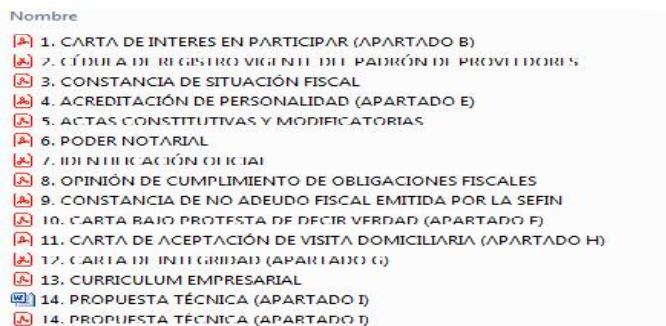 Nombre
1. CARTA DE INTERES EN PARTICIPAR (APARTADO B)
2. CÉDULA DE REGISTRO VIGENTE DEL PADRÓN DE PROVEEDORES
3. CONSTANCIA DE SITUACIÓN FISCAL
4. ACREDITACIÓN DE PERSONALIDAD (APARTADO E)
5. ACTAS CONSTITUTIVAS Y MODIFICATORIAS
6. PODER NOTARIAL
7. IDENTIFICACIÓN OFICIAL
8. OPINIÓN DE CUMPLIMIENTO DE OBLIGACIONES FISCALES
9. CONSTANCIA DE NO ADEUDO FISCAL EMITIDA POR LA SEFIN
10. CARTA BAJO PROTESTA DE DECIR VERDAD (APARTADO F)
11. CARTA DE ACEPTACIÓN DE VISITA DOMICILIARIA (APARTADO H)
12. CARTA DE INTEGRIDAD (APARTADO G)
13. CURRICULUM EMPRESARIAL
14. PROPUESTA TÉCNICA (APARTADO I)
14. PROPUESTA TÉCNICA (APARTADO I)